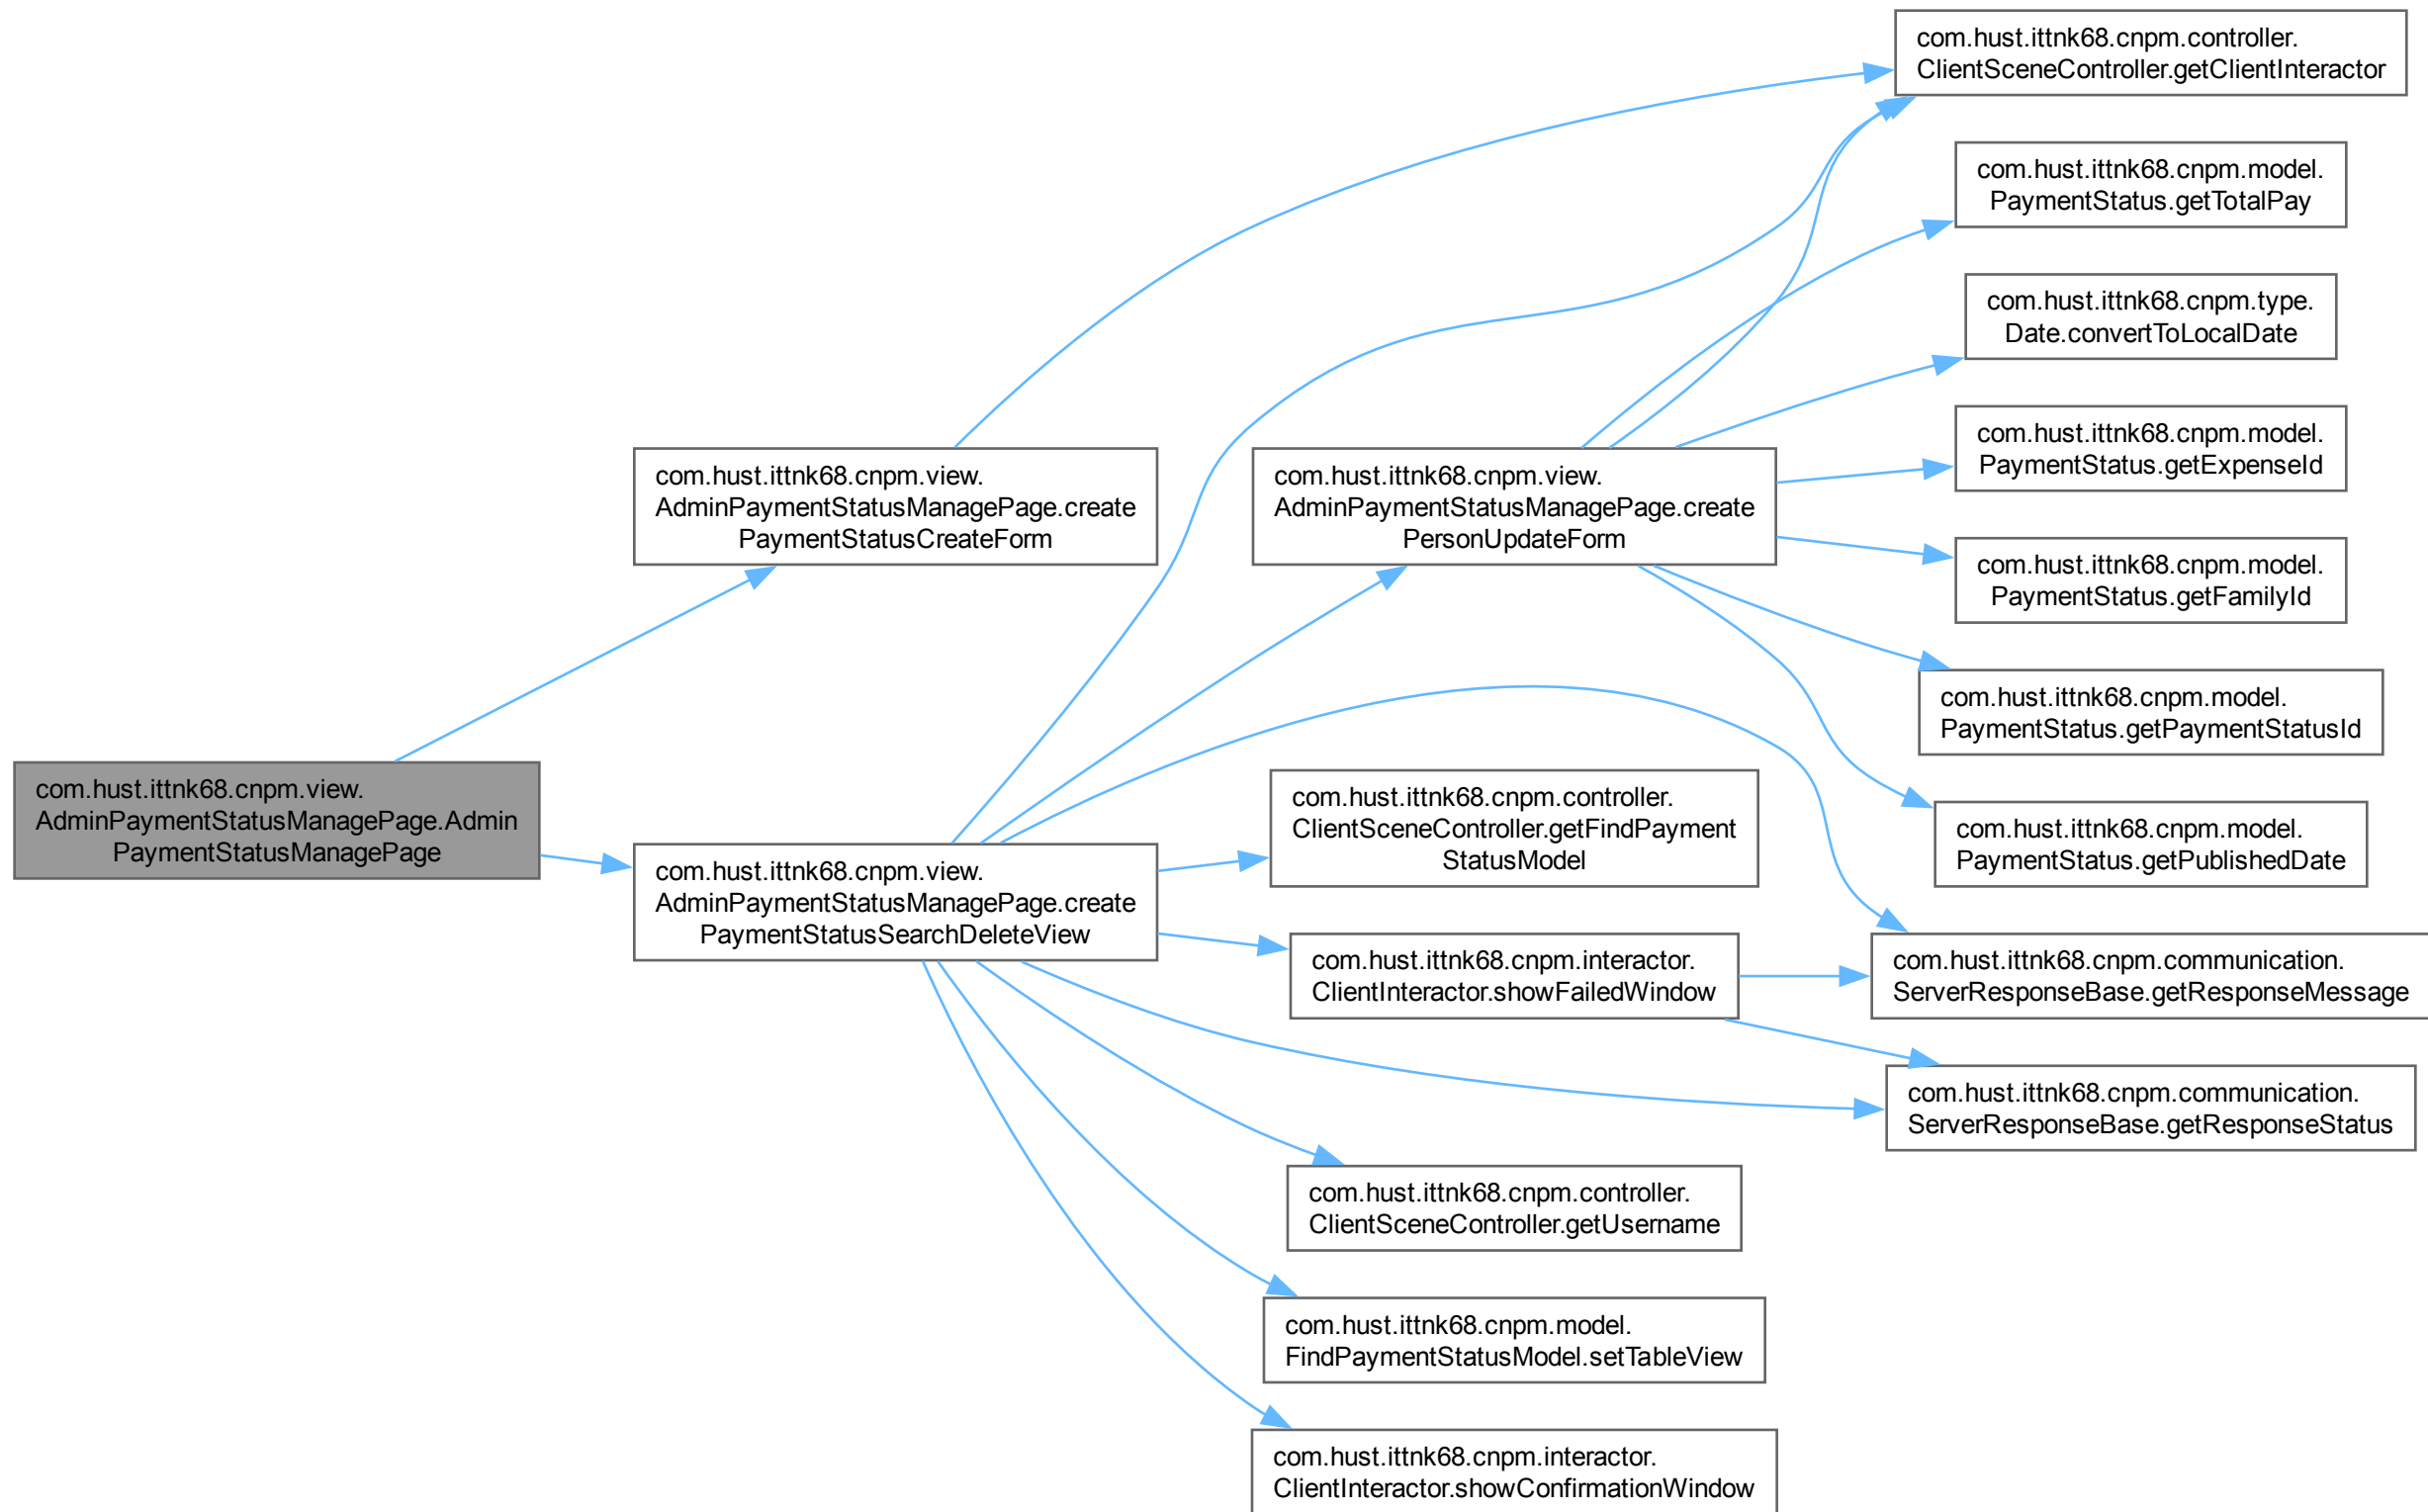 com.hust.ittnk68.cnpm.view.
AdminPaymentStatusManagePage.Admin
PaymentStatusManagePage
com.hust.ittnk68.cnpm.view.
AdminPaymentStatusManagePage.create
PaymentStatusCreateForm
com.hust.ittnk68.cnpm.view.
AdminPaymentStatusManagePage.create
PaymentStatusSearchDeleteView
com.hust.ittnk68.cnpm.view.
AdminPaymentStatusManagePage.create
PersonUpdateForm
com.hust.ittnk68.cnpm.controller.
ClientSceneController.getFindPayment
StatusModel
com.hust.ittnk68.cnpm.interactor.
ClientInteractor.showFailedWindow
com.hust.ittnk68.cnpm.controller.
ClientSceneController.getUsername
com.hust.ittnk68.cnpm.model.
FindPaymentStatusModel.setTableView
com.hust.ittnk68.cnpm.interactor.
ClientInteractor.showConfirmationWindow
com.hust.ittnk68.cnpm.controller.
ClientSceneController.getClientInteractor
com.hust.ittnk68.cnpm.model.
PaymentStatus.getTotalPay
com.hust.ittnk68.cnpm.type.
Date.convertToLocalDate
com.hust.ittnk68.cnpm.model.
PaymentStatus.getExpenseId
com.hust.ittnk68.cnpm.model.
PaymentStatus.getFamilyId
com.hust.ittnk68.cnpm.model.
PaymentStatus.getPaymentStatusId
com.hust.ittnk68.cnpm.model.
PaymentStatus.getPublishedDate
com.hust.ittnk68.cnpm.communication.
ServerResponseBase.getResponseMessage
com.hust.ittnk68.cnpm.communication.
ServerResponseBase.getResponseStatus